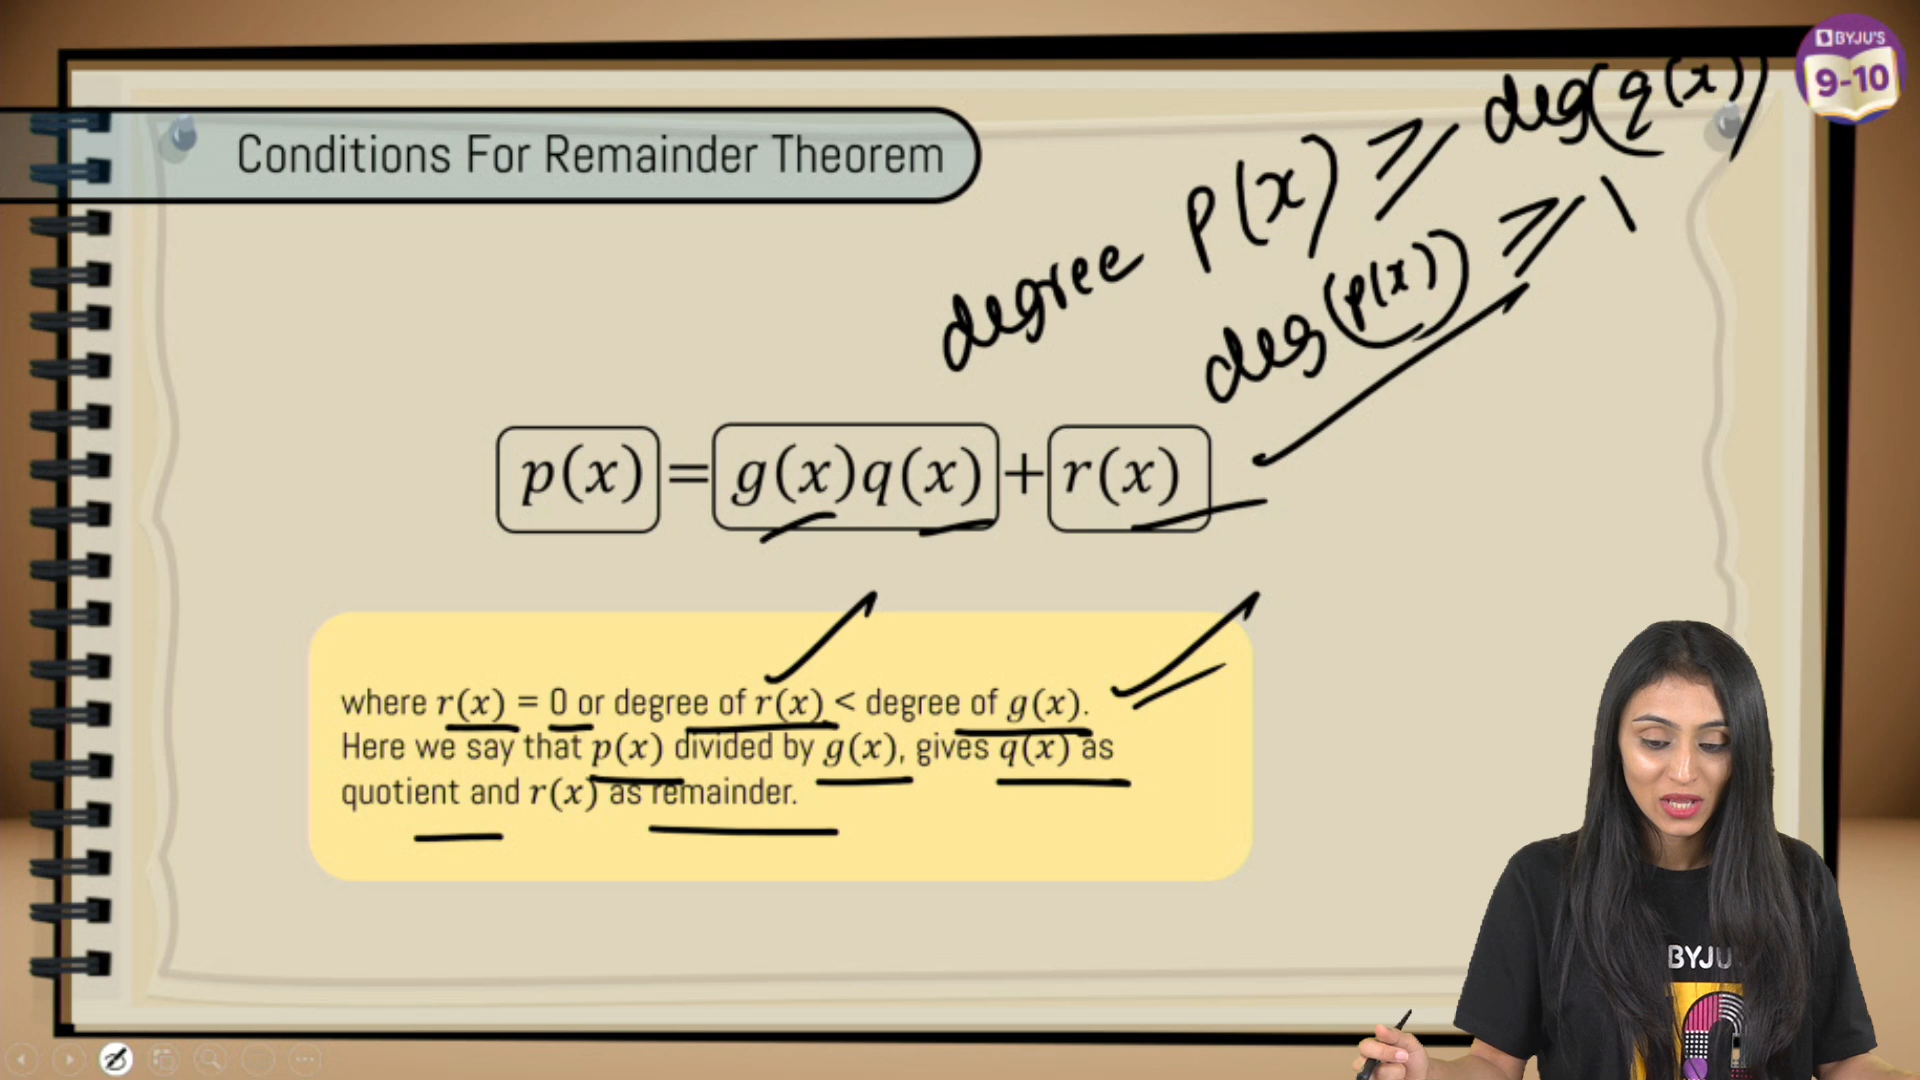 BYJU'S
9-10
Conditions For Remainder Theorem
degree p(x) ≥ deg(q(x))
deg(p(x)) ≥ 1
p(x) = g(x)q(x) + r(x)
where r(x) = 0 or degree of r(x) < degree of g(x).
Here we say that p(x) divided by g(x), gives q(x) as
quotient and r(x) as remainder.
BYJU